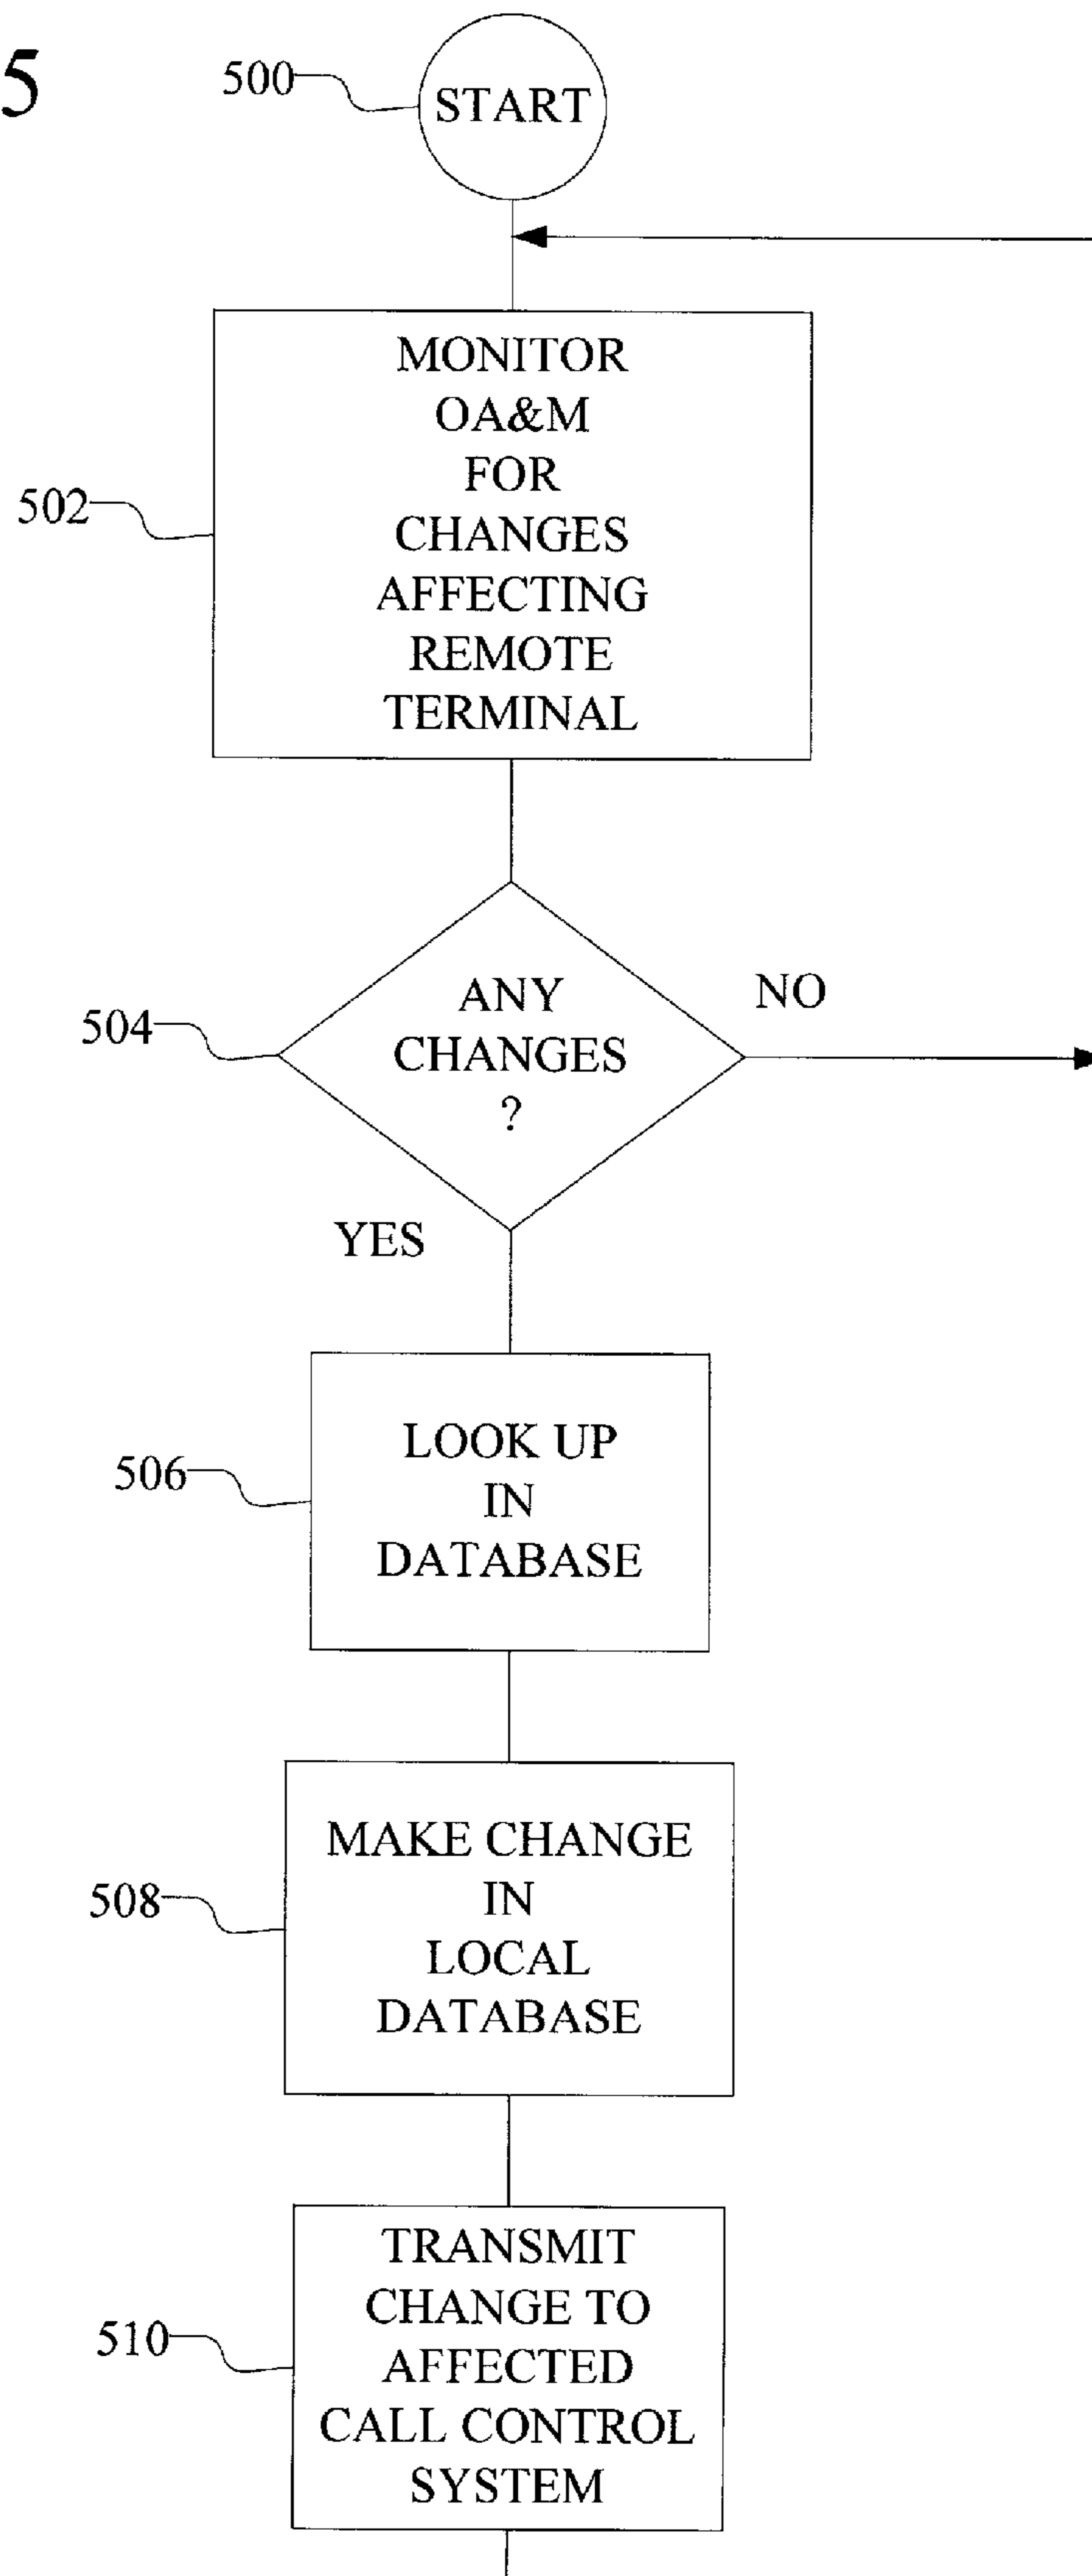 5
500
START
MONITOR
OA&M
FOR
CHANGES
AFFECTING
REMOTE
TERMINAL
502
ANY
CHANGES
?
504
NO
YES
LOOK UP
IN
DATABASE
506
MAKE CHANGE
IN
LOCAL
DATABASE
508
TRANSMIT
CHANGE TO
AFFECTED
CALL CONTROL
SYSTEM
510